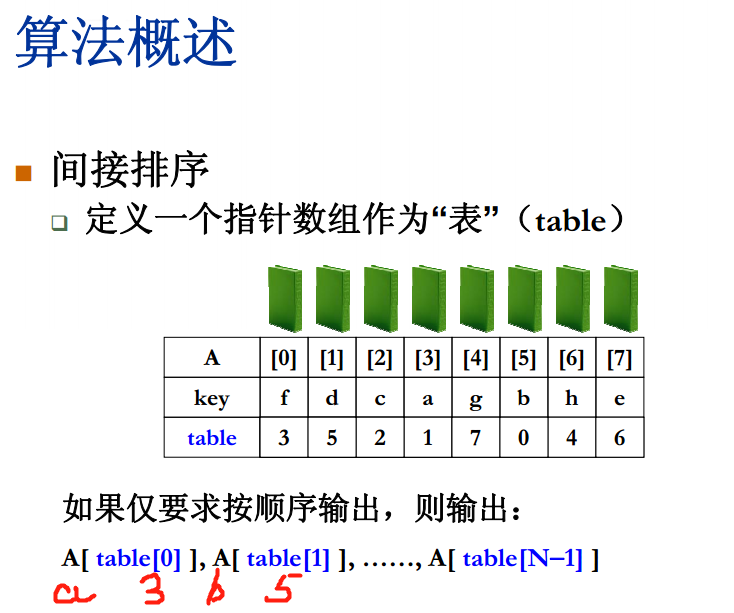 算法概述
间接排序
定义一个指针数组作为“表”（table）
A [0] [1] [2] [3] [4] [5] [6] [7]
key f d c a g b h e
table 3 5 2 1 7 0 4 6
如果仅要求按顺序输出，则输出：
A[ table[0] ], A[ table[1] ], ……, A[ table[N–1] ]
a 3 b 5